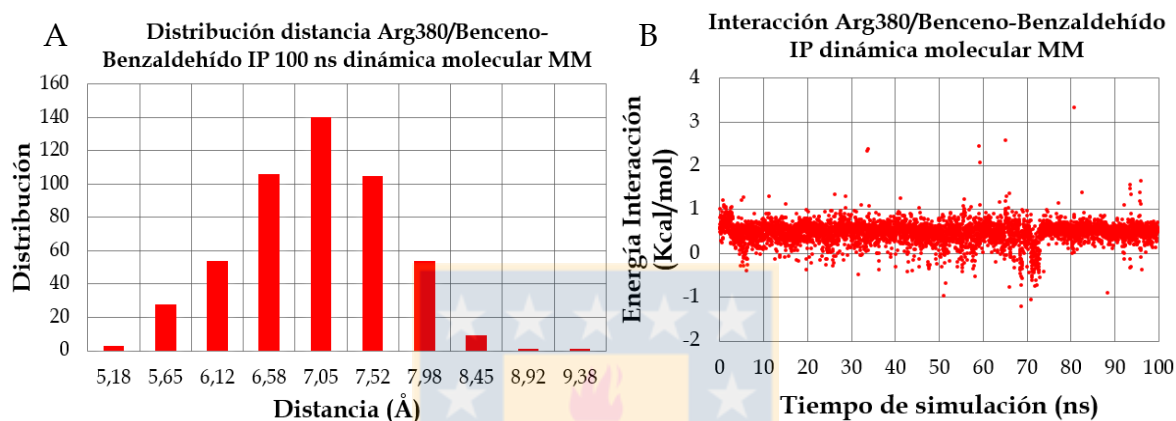 A
Distribución distancia Arg380/Benceno-
Benzaldehído IP 100 ns dinámica molecular MM
Distribución
160
140
120
100
80
60
40
20
0
5,18 5,65 6,12 6,58 7,05 7,52 7,98 8,45 8,92 9,38
Distancia (Å)
B
Interacción Arg380/Benceno-Benzaldehído
IP dinámica molecular MM
Energía Interacción
(Kcal/mol)
4
3
2
1
0
-1
-2
0 10 20 30 40 50 60 70 80 90 100
Tiempo de simulación (ns)